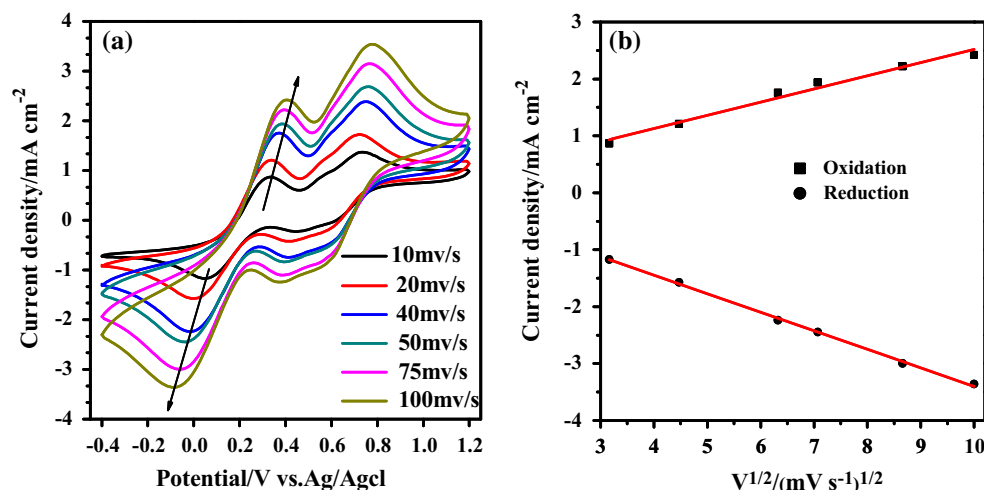 (a)
Current density/mA cm⁻²
4
3
2
1
0
-1
-2
-3
-4
10mv/s
20mv/s
40mv/s
50mv/s
75mv/s
100mv/s
-0.4 -0.2 0.0 0.2 0.4 0.6 0.8 1.0 1.2
Potential/V vs.Ag/Agcl
(b)
Current density/mA cm⁻²
3
2
1
0
-1
-2
-3
-4
Oxidation
Reduction
3 4 5 6 7 8 9 10
V¹/²/(mV s⁻¹)¹/²